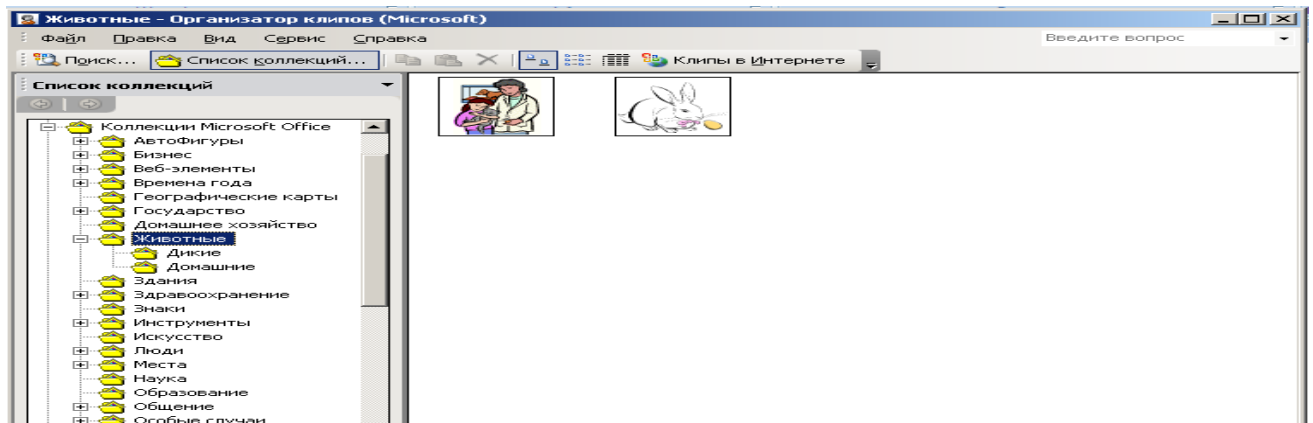 Животные - Организатор клипов (Microsoft)
Файл Правка Вид Сервис Справка Введите вопрос
Поиск... Список коллекций... Клипы в Интернете
Список коллекций
Коллекции Microsoft Office
АвтоФигуры
Бизнес
Веб-элементы
Времена года
Географические карты
Государство
Домашнее хозяйство
Животные
Дикие
Домашние
Здания
Здравоохранение
Знаки
Инструменты
Искусство
Люди
Места
Наука
Образование
Общение
Особые случаи